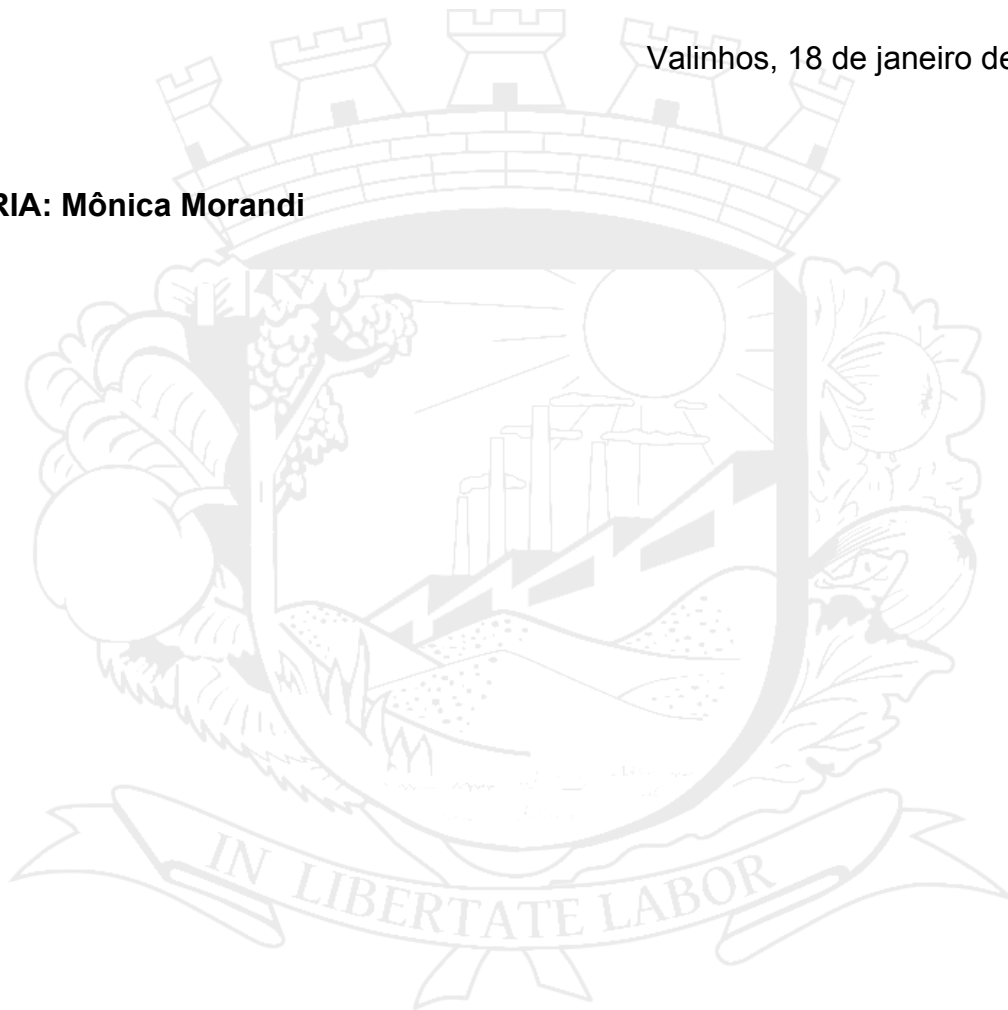 Valinhos, 18 de janeiro de
RIA: Mônica Morandi
IN LIBERTATE LABOR